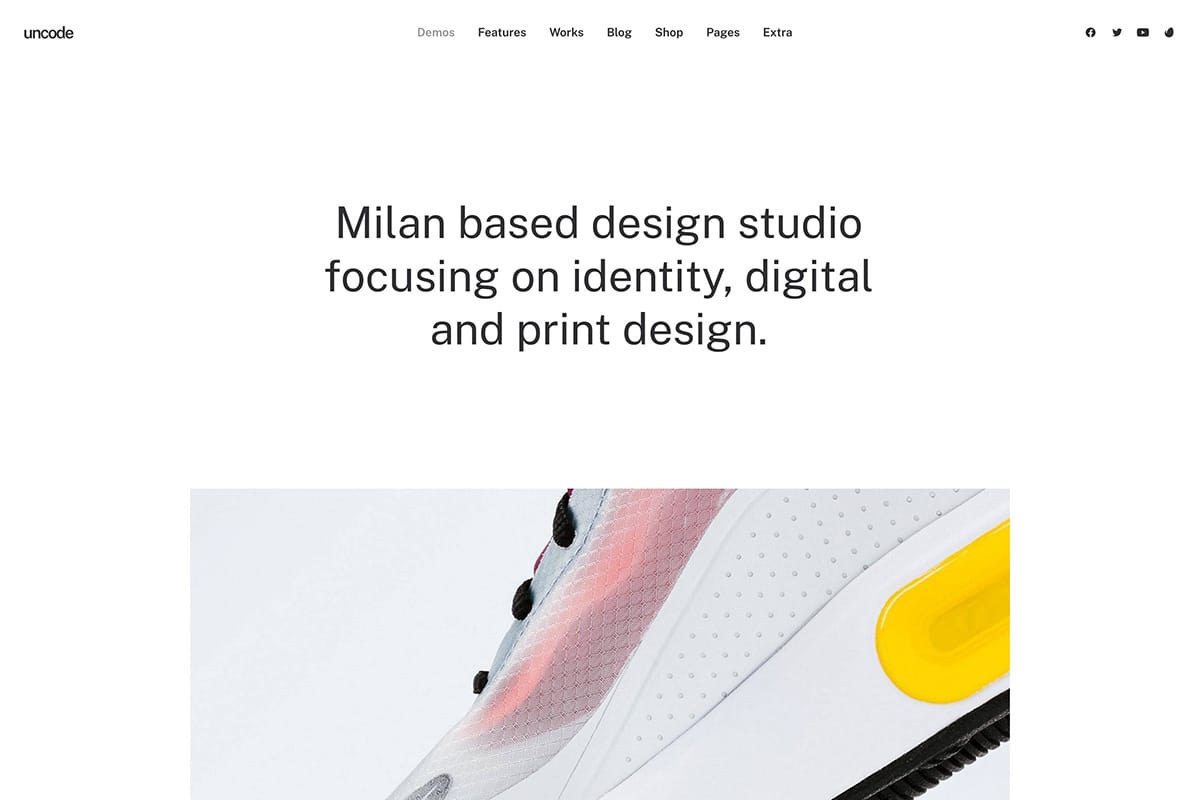 uncode
Demos Features Works Blog Shop Pages Extra
Milan based design studio
focusing on identity, digital
and print design.